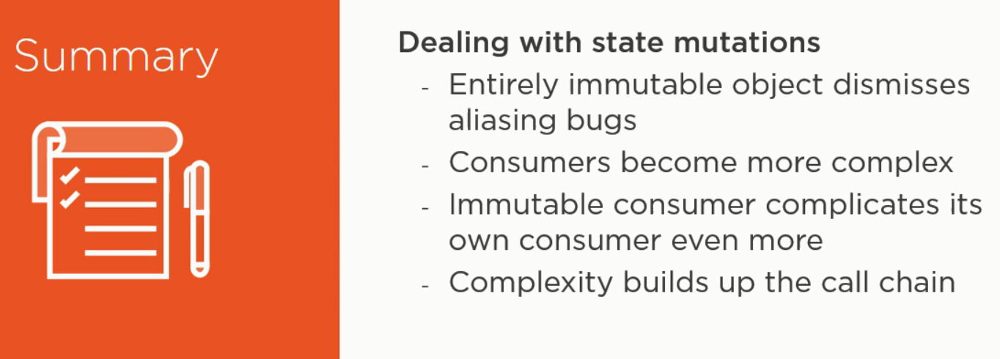 Summary
Dealing with state mutations
- Entirely immutable object dismisses
aliasing bugs
- Consumers become more complex
- Immutable consumer complicates its
own consumer even more
- Complexity builds up the call chain